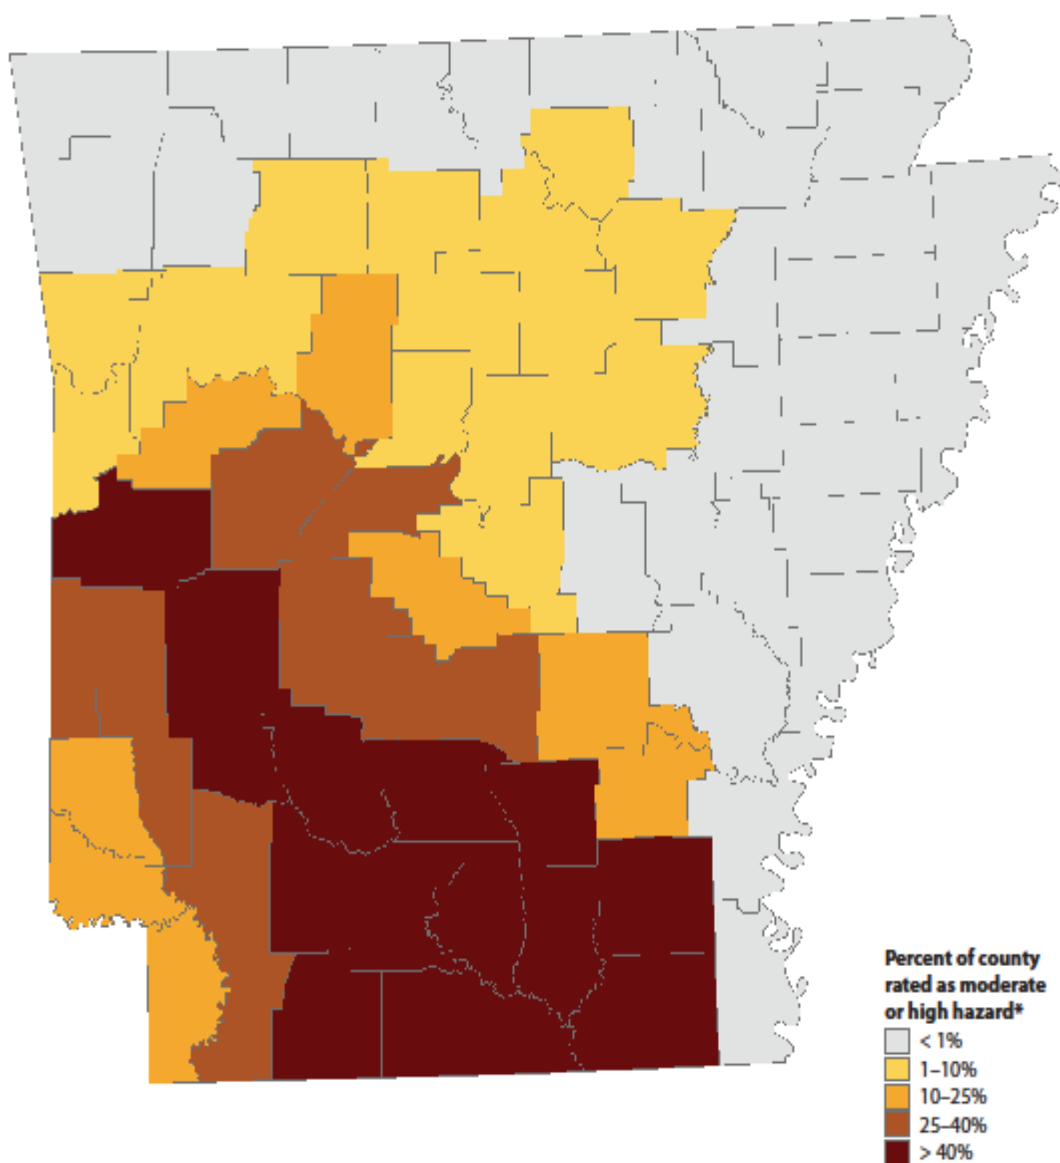 Percent of county
rated as moderate
or high hazard*
< 1%
1–10%
10–25%
25–40%
> 40%